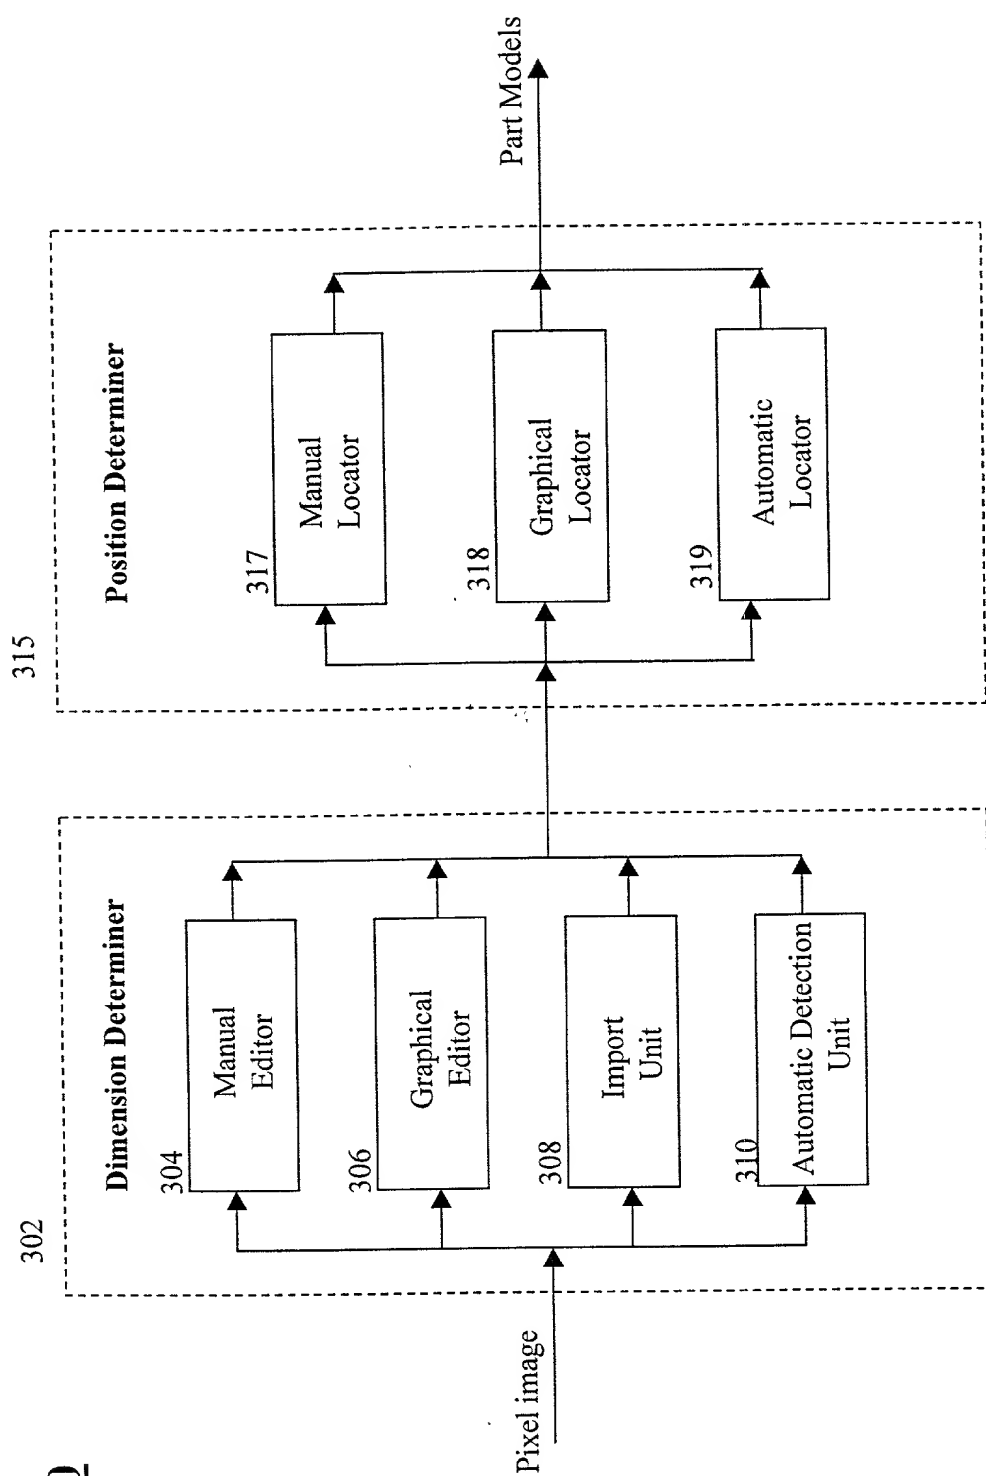 302
315
Dimension Determiner
Position Determiner
304
Manual
Editor
306
Graphical
Editor
308
Import
Unit
310
Automatic Detection
Unit
317
Manual
Locator
318
Graphical
Locator
319
Automatic
Locator
Pixel image
Part Models